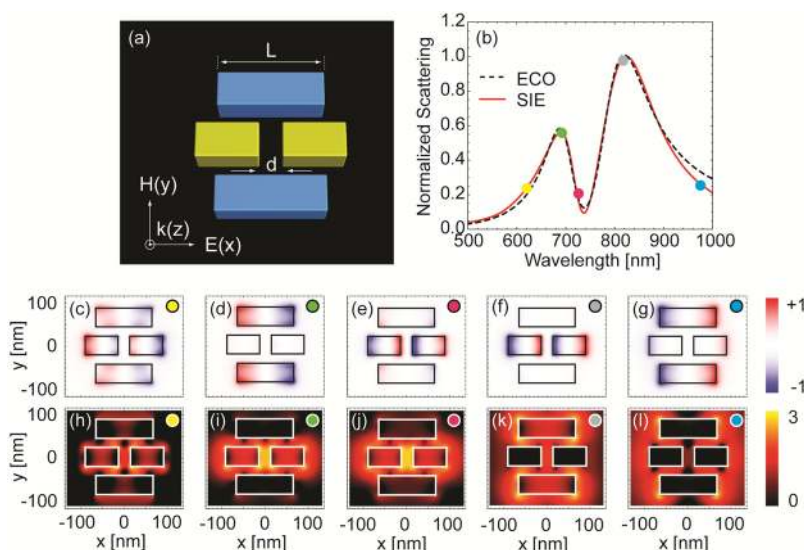 (a)
L
d
H(y)
k(z)
E(x)
(b)
1.2
1.0
0.8
0.6
0.4
0.2
0.0
Normalized Scattering
ECO
SIE
500 600 700 800 900 1000
Wavelength [nm]
(c) (d) (e) (f) (g)
100
0
-100
y [nm]
+1
-1
(h) (i) (j) (k) (l)
100
0
-100
y [nm]
3
0
-100 0 100 -100 0 100 -100 0 100 -100 0 100 -100 0 100
x [nm] x [nm] x [nm] x [nm] x [nm]